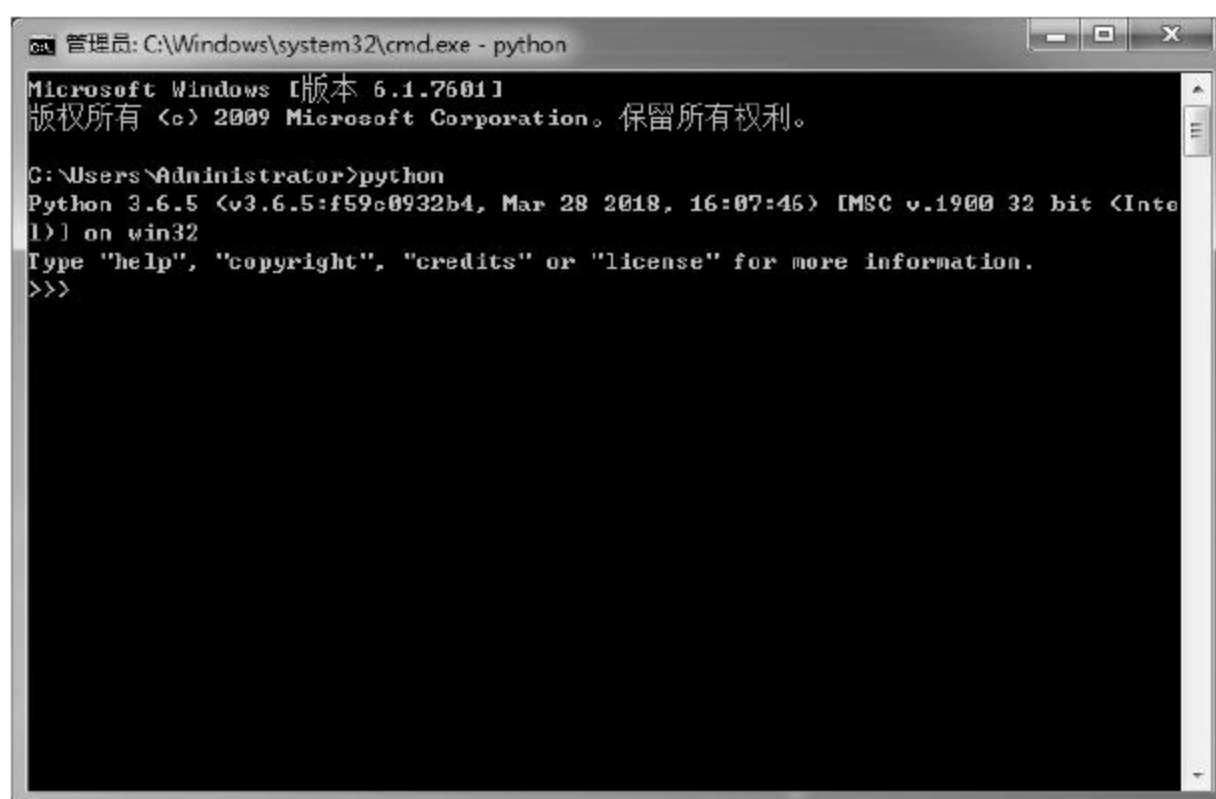 管理员: C:\Windows\system32\cmd.exe - python
Microsoft Windows [版本 6.1.7601]
版权所有 (c) 2009 Microsoft Corporation。保留所有权利。
C:\Users\Administrator>python
Python 3.6.5 (v3.6.5:f59c0932b4, Mar 28 2018, 16:07:46) [MSC v.1900 32 bit (Inte
l)] on win32
Type "help", "copyright", "credits" or "license" for more information.
>>>